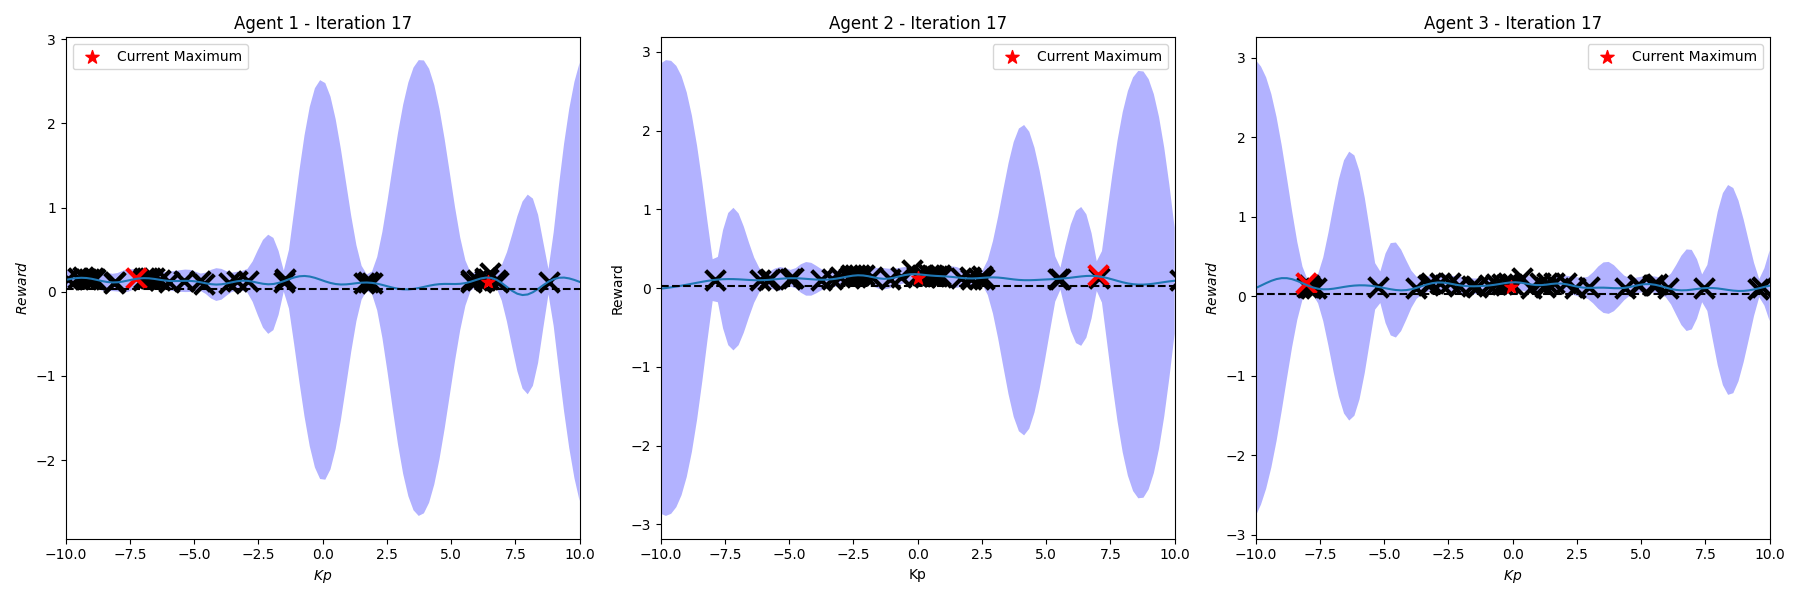 Agent 1 - Iteration 17
Current Maximum
3
2
1
0
−1
−2
Reward
−10.0 −7.5 −5.0 −2.5 0.0 2.5 5.0 7.5 10.0
Kp
Agent 2 - Iteration 17
Current Maximum
3
2
1
0
−1
−2
−3
Reward
−10.0 −7.5 −5.0 −2.5 0.0 2.5 5.0 7.5 10.0
Kp
Agent 3 - Iteration 17
Current Maximum
3
2
1
0
−1
−2
−3
Reward
−10.0 −7.5 −5.0 −2.5 0.0 2.5 5.0 7.5 10.0
Kp